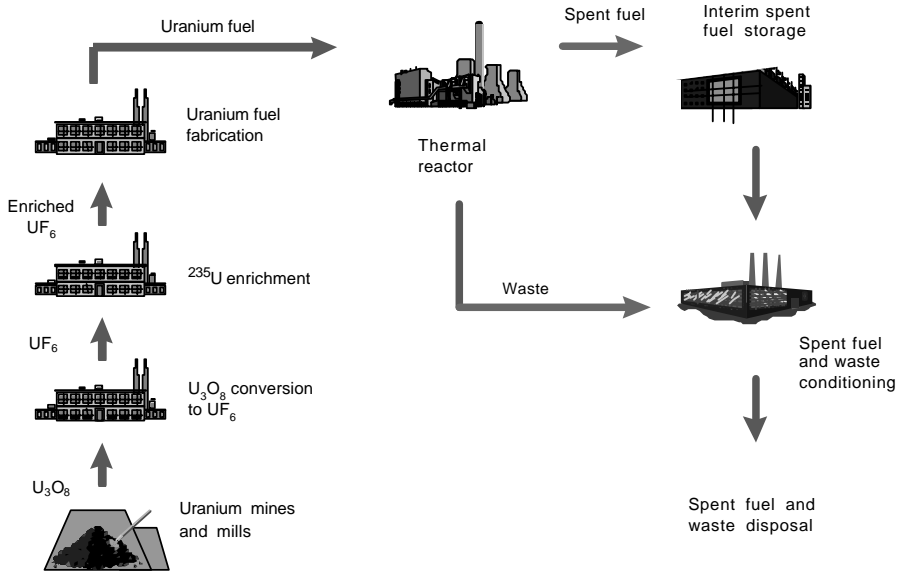 Uranium fuel
Spent fuel
Interim spent
fuel storage
Uranium fuel
fabrication
Thermal
reactor
Enriched
UF₆
²³⁵U enrichment
Waste
UF₆
Spent fuel
and waste
conditioning
U₃O₈ conversion
to UF₆
U₃O₈
Uranium mines
and mills
Spent fuel and
waste disposal